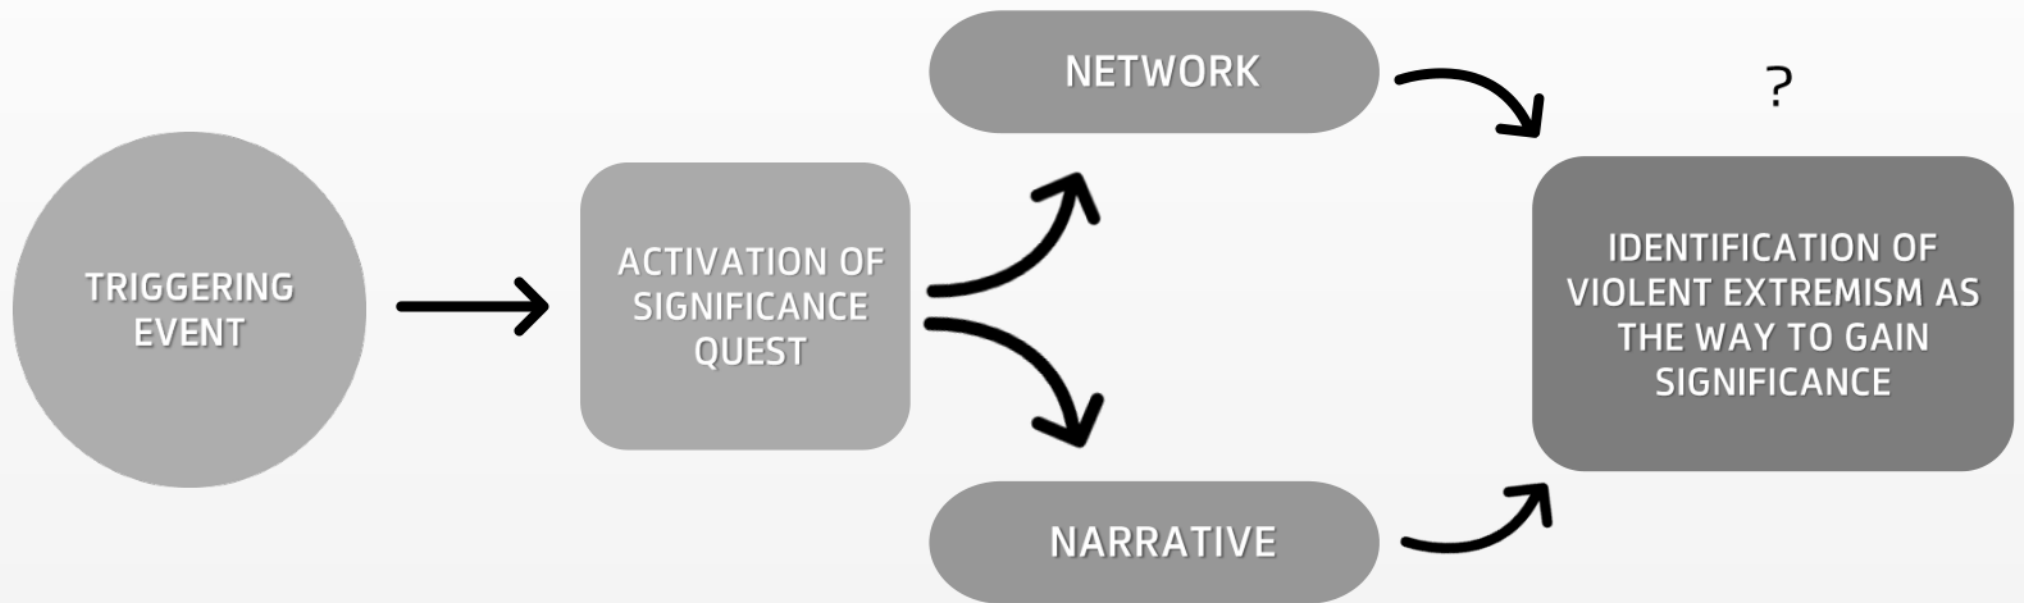 TRIGGERING
EVENT
ACTIVATION OF
SIGNIFICANCE
QUEST
NETWORK
NARRATIVE
?
IDENTIFICATION OF
VIOLENT EXTREMISM AS
THE WAY TO GAIN
SIGNIFICANCE